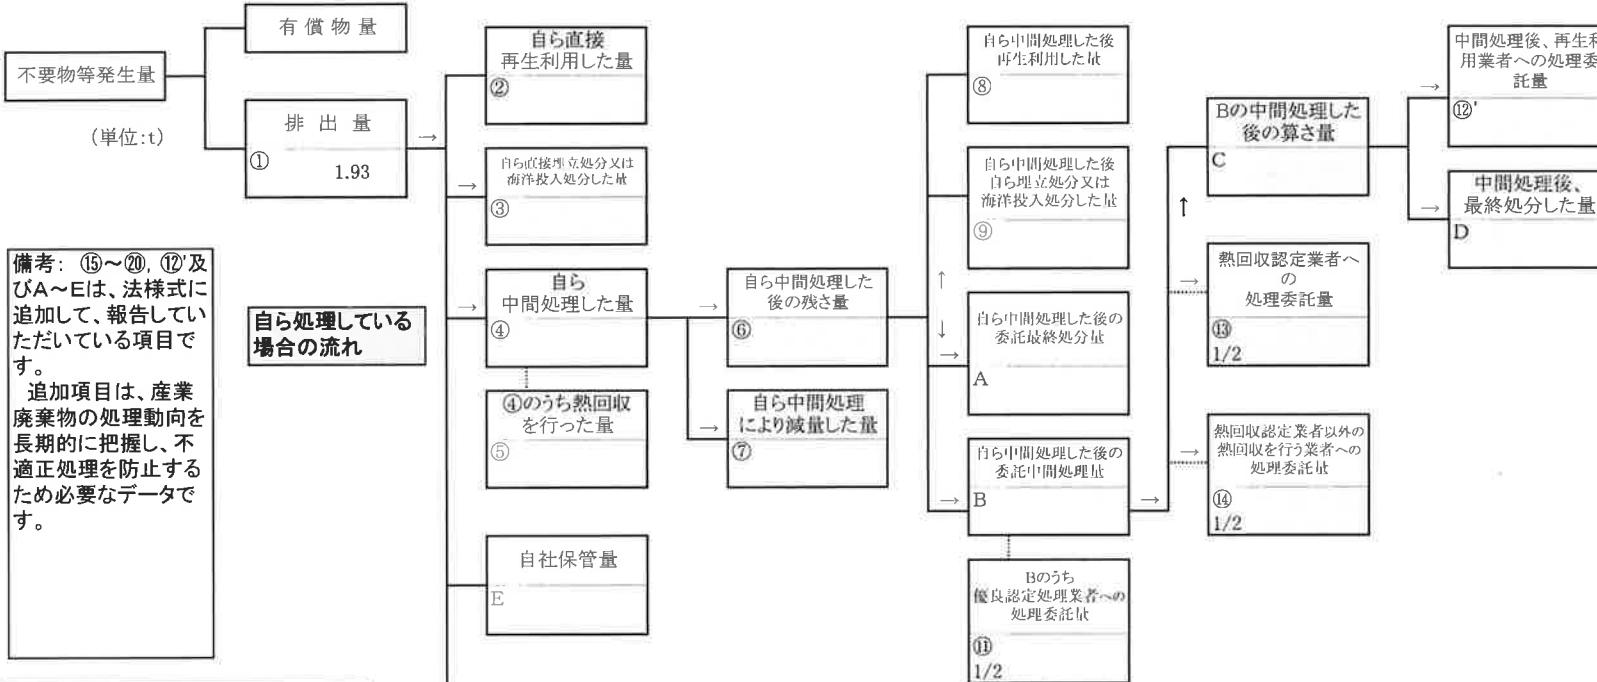 有 償 物 量
不要物等発生量
(単位:t)
排 出 量
→
①
1.93
備考: ⑮～⑳, ⑫'及
びA～Eは、法様式に
追加して、報告してい
ただいている項目で
す。
追加項目は、産業
廃棄物の処理動向を
長期的に把握し、不
適正処理を防止する
ため必要なデータで
す。
自ら処理している
場合の流れ
自ら直接
再生利用した量
②
→
自ら直接埋立処分又は
海洋投入処分した量
③
→
自ら
中間処理した量
④
④のうち熱回収
を行った量
⑤
自社保管量
E
→
自ら中間処理した
後の残さ量
⑥
→
自ら中間処理
により減量した量
⑦
自ら中間処理した後
再生利用した量
⑧
自ら中間処理した後
自ら埋立処分又は
海洋投入処分した量
⑨
↑
↓
→
自ら中間処理した後の
委託最終処分量
A
自ら中間処理した後の
委託中間処理量
→
B
→
Bのうち
優良認定処理業者への
処理委託量
⑪
1/2
Bの中間処理した
後の算さ量
C
↑
→
熱回収認定業者へ
の
処理委託量
⑬
1/2
→
熱回収認定業者以外の
熱回収を行う業者への
処理委託量
⑭
1/2
→
中間処理後、再生利
用業者への処理委
託量
⑫'
→
中間処理後、
最終処分した量
D